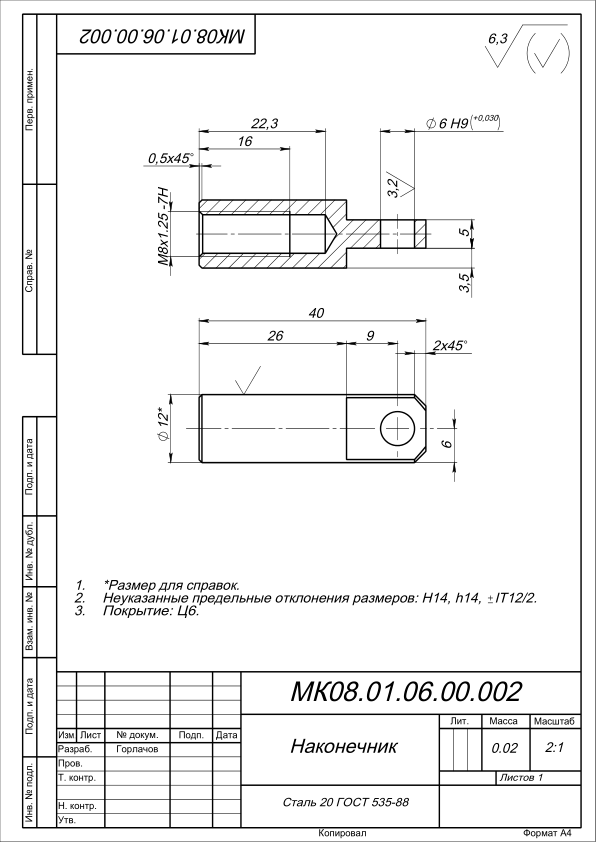 МК08.01.06.00.002
6,3
Перв. примен.
Справ. №
Подп. и дата
Инв. № дубл.
Взам. инв. №
Подп. и дата
Инв. № подл.
22,3
16
0,5x45°
⌀6 H9(+0,030)
3,2
M8x1.25 -7H
5
3,5
40
26
9
2x45°
⌀12*
6
1. *Размер для справок.
2. Неуказанные предельные отклонения размеров: H14, h14, ±IT12/2.
3. Покрытие: Ц6.
МК08.01.06.00.002
Изм. Лист № докум. Подп. Дата
Разраб. Горлачов
Пров.
Т. контр.
Н. контр.
Утв.
Наконечник
Лит. Масса Масштаб
0.02 2:1
Листов 1
Сталь 20 ГОСТ 535-88
Копировал Формат А4